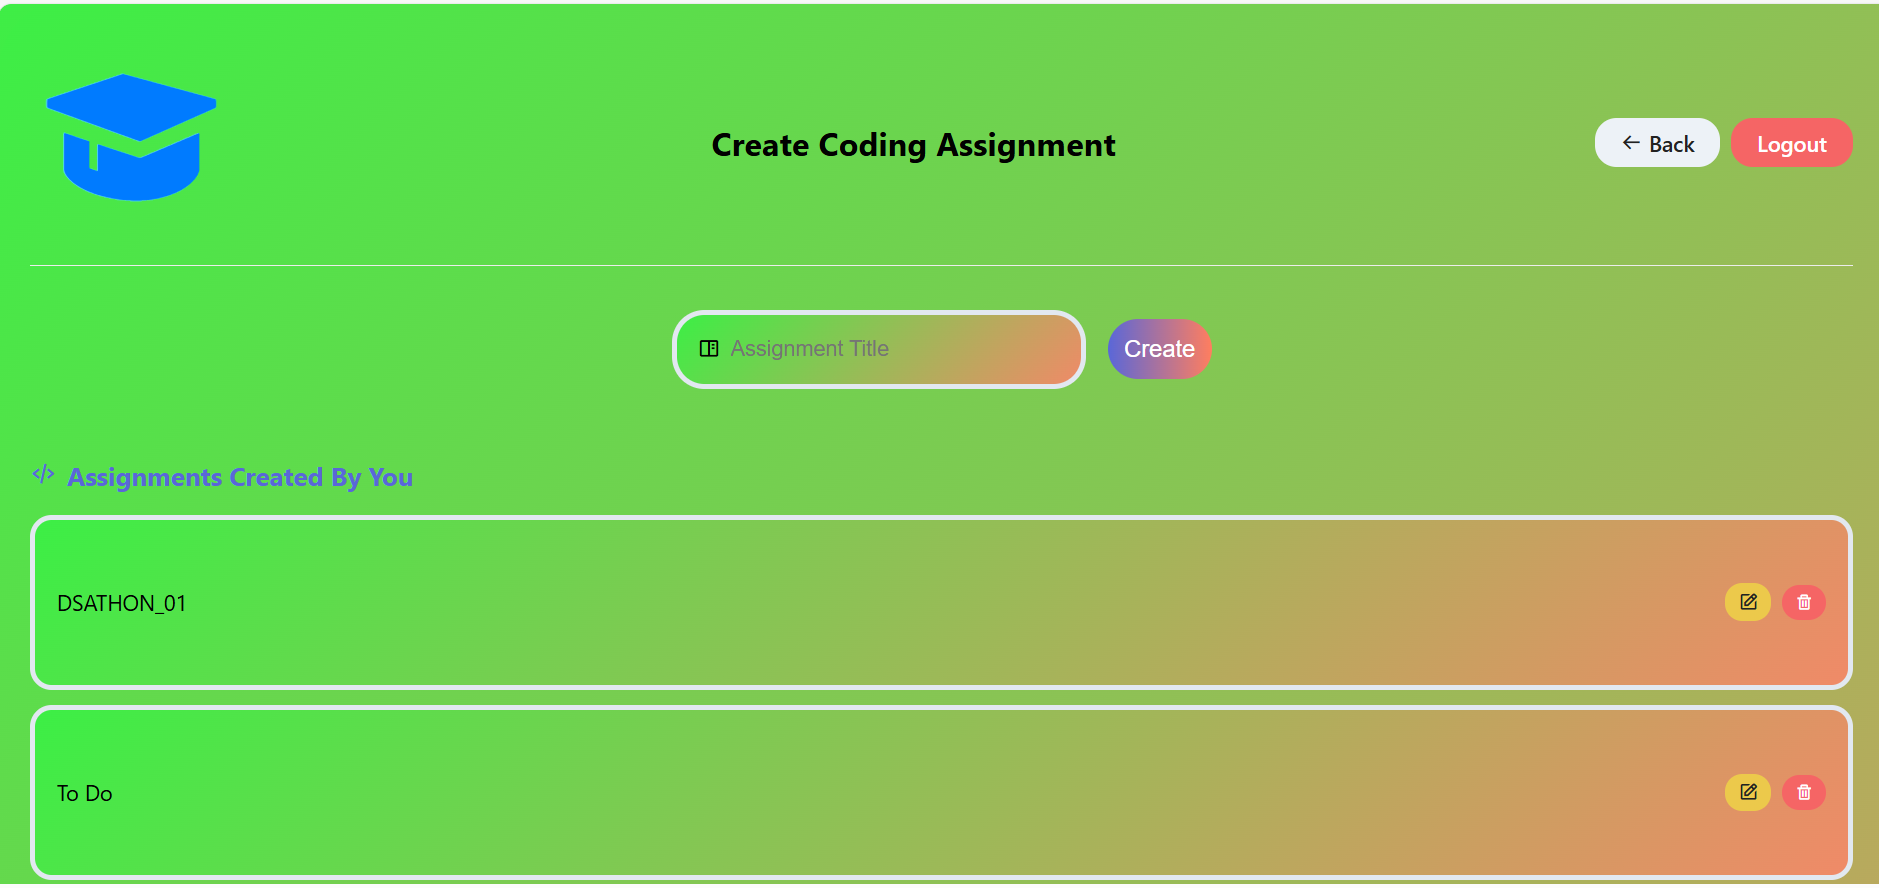 Create Coding Assignment
Back
Logout
Assignment Title
Create
</> Assignments Created By You
DSATHON_01
To Do